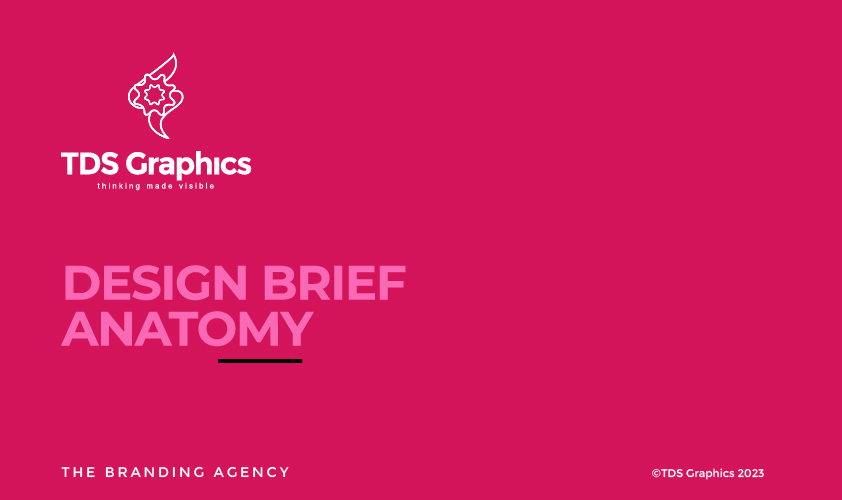 TDS Graphics
thinking made visible
DESIGN BRIEF
ANATOMY
THE BRANDING AGENCY
©TDS Graphics 2023